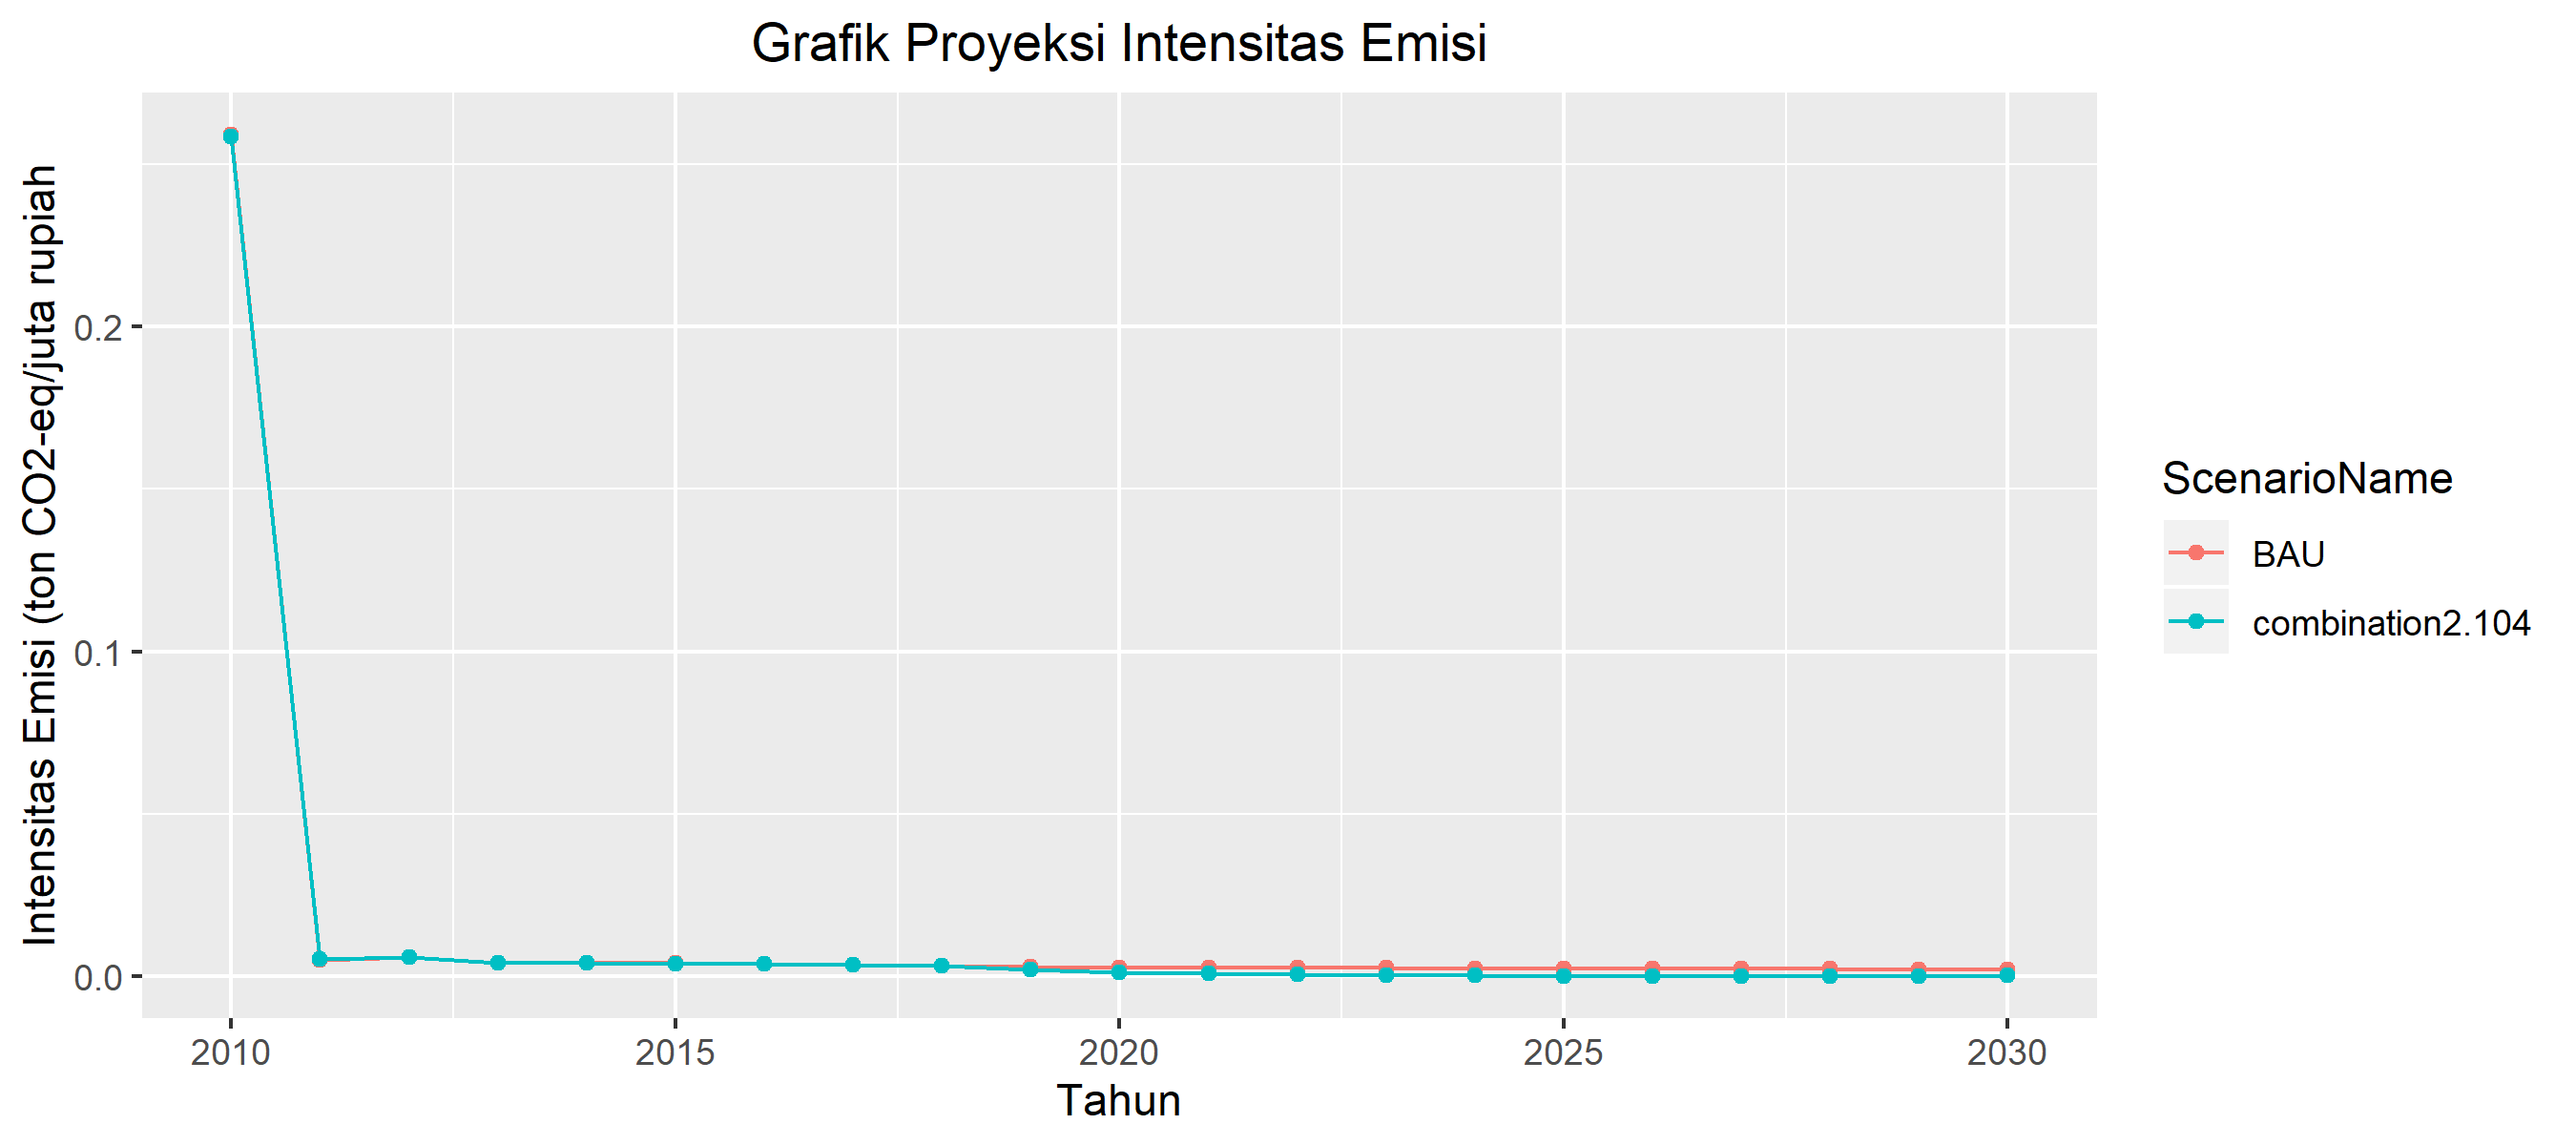 Grafik Proyeksi Intensitas Emisi
Intensitas Emisi (ton CO2-eq/juta rupiah
0.2
0.1
0.0
2010
2015
2020
2025
2030
Tahun
ScenarioName
BAU
combination2.104